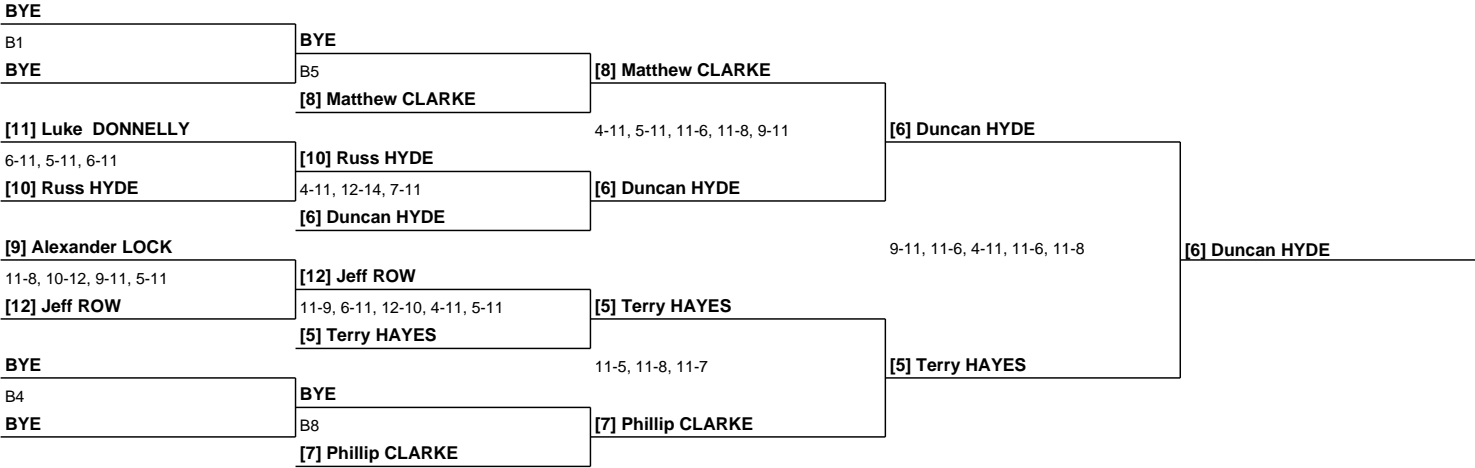 BYE
B1
BYE
BYE
B5
[8] Matthew CLARKE
[8] Matthew CLARKE
[11] Luke  DONNELLY
6-11, 5-11, 6-11
[10] Russ HYDE
[10] Russ HYDE
4-11, 12-14, 7-11
[6] Duncan HYDE
[6] Duncan HYDE
4-11, 5-11, 11-6, 11-8, 9-11
[6] Duncan HYDE
[9] Alexander LOCK
11-8, 10-12, 9-11, 5-11
[12] Jeff ROW
[12] Jeff ROW
11-9, 6-11, 12-10, 4-11, 5-11
[5] Terry HAYES
[5] Terry HAYES
BYE
B4
BYE
BYE
B8
[7] Phillip CLARKE
[7] Phillip CLARKE
11-5, 11-8, 11-7
[5] Terry HAYES
9-11, 11-6, 4-11, 11-6, 11-8
[6] Duncan HYDE